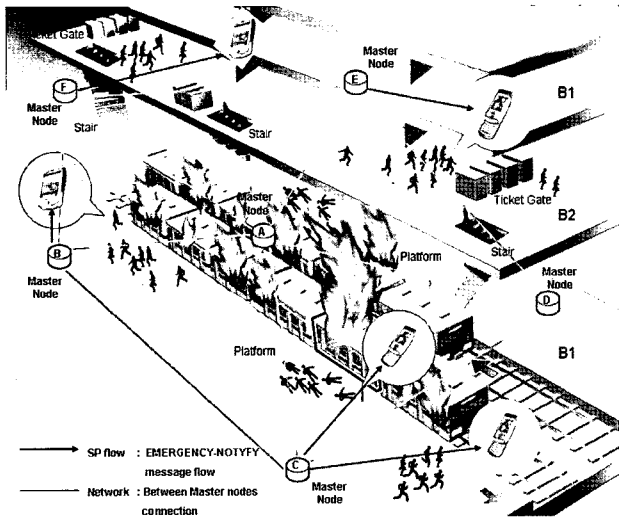 Ticket Gate
F
Master
Node
Stair
Stair
Master
Node
E
B1
Ticket Gate
B2
Stair
Master
Node
A
Platform
B
Master
Node
Master
Node
D
Platform
B1
C
Master
Node
SP flow : EMERGENCY-NOTYFY
message flow
Network : Between Master nodes
connection